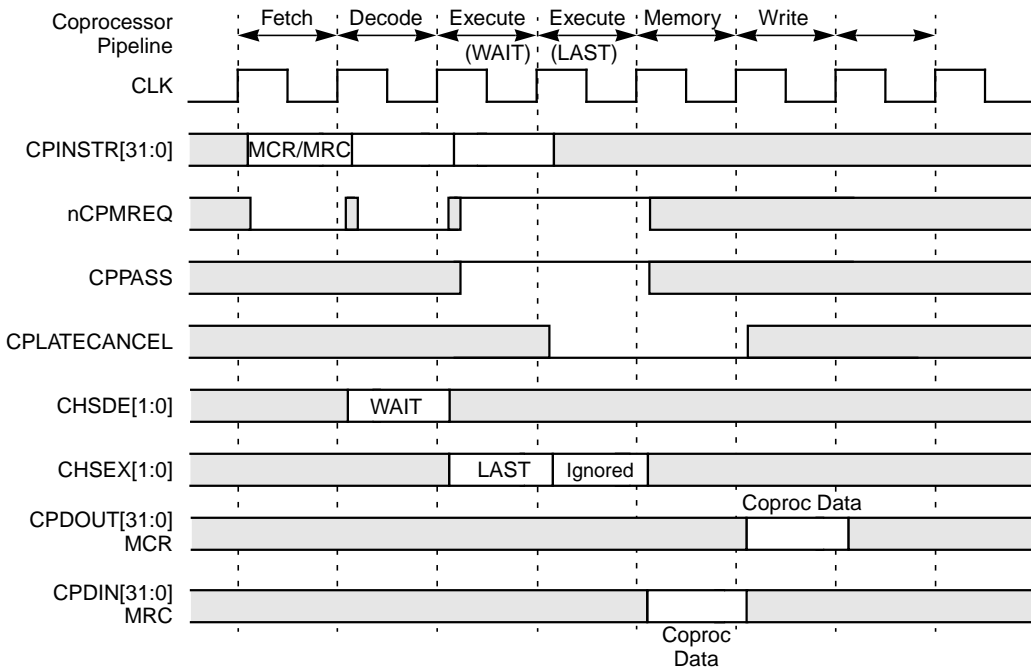 Coprocessor
Pipeline
Fetch Decode Execute Execute Memory Write
(WAIT) (LAST)
CLK
CPINSTR[31:0] MCR/MRC
nCPMREQ
CPPASS
CPLATECANCEL
CHSDE[1:0] WAIT
CHSEX[1:0] LAST Ignored
Coproc Data
CPDOUT[31:0]
MCR
CPDIN[31:0]
MRC
Coproc
Data